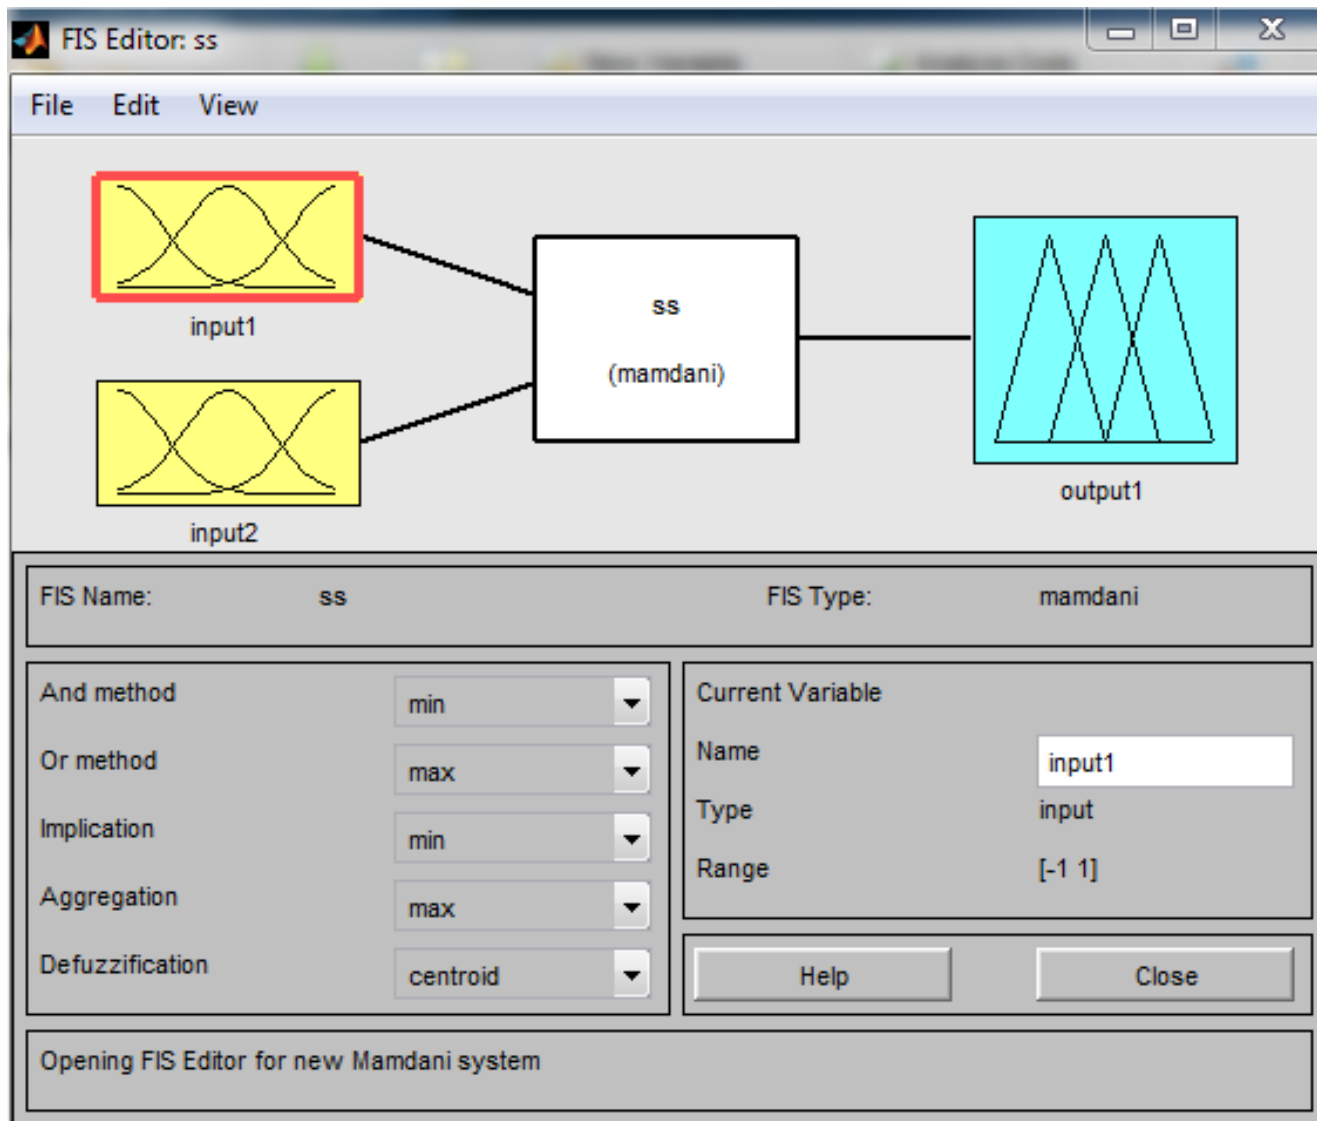 FIS Editor: ss
File Edit View
input1
input2
ss
(mamdani)
output1
FIS Name: ss FIS Type: mamdani
And method min
Or method max
Implication min
Aggregation max
Defuzzification centroid
Current Variable
Name input1
Type input
Range [-1 1]
Help Close
Opening FIS Editor for new Mamdani system